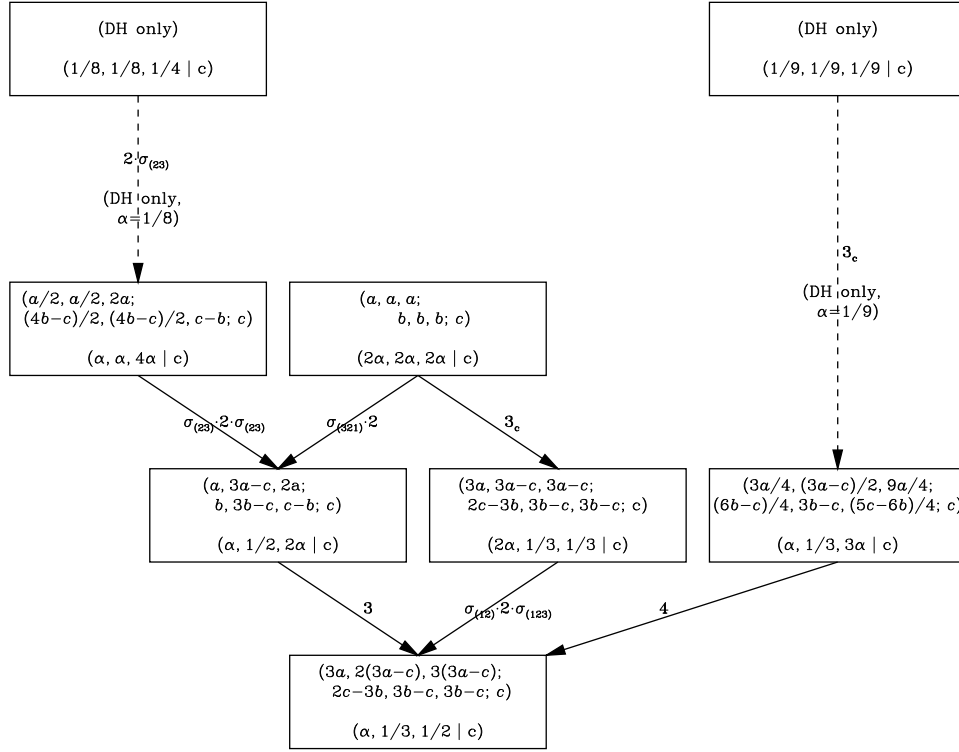 (DH only)
(1/8, 1/8, 1/4 | c)
(DH only)
(1/9, 1/9, 1/9 | c)
2·σ(23)
(DH only,
α=1/8)
3c
(DH only,
α=1/9)
(a/2, a/2, 2a;
(4b−c)/2, (4b−c)/2, c−b; c)
(α, α, 4α | c)
(a, a, a;
b, b, b; c)
(2α, 2α, 2α | c)
σ(23)·2·σ(23)
σ(321)·2
3c
(a, 3a−c, 2a;
b, 3b−c, c−b; c)
(α, 1/2, 2α | c)
(3a, 3a−c, 3a−c;
2c−3b, 3b−c, 3b−c; c)
(2α, 1/3, 1/3 | c)
(3a/4, (3a−c)/2, 9a/4;
(6b−c)/4, 3b−c, (5c−6b)/4; c)
(α, 1/3, 3α | c)
3
σ(12)·2·σ(123)
4
(3a, 2(3a−c), 3(3a−c);
2c−3b, 3b−c, 3b−c; c)
(α, 1/3, 1/2 | c)